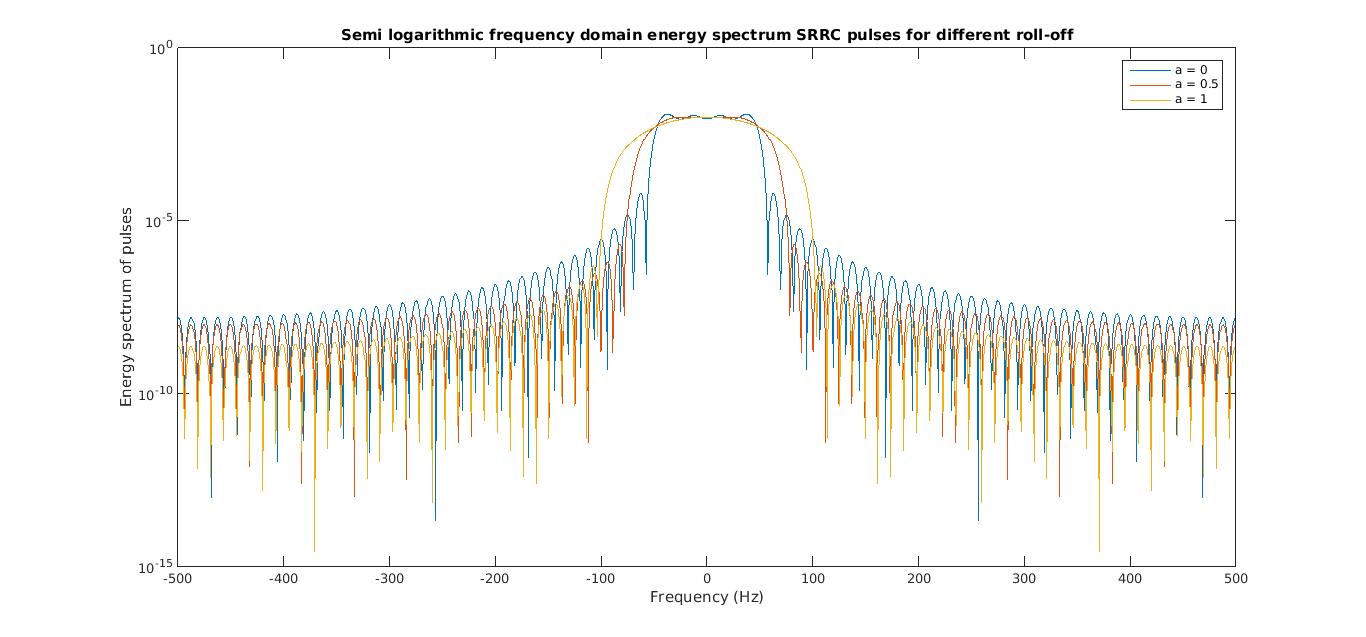 Semi logarithmic frequency domain energy spectrum SRRC pulses for different roll-off
10^0
a = 0
a = 0.5
a = 1
10^-5
Energy spectrum of pulses
10^-10
10^-15
-500 -400 -300 -200 -100 0 100 200 300 400 500
Frequency (Hz)